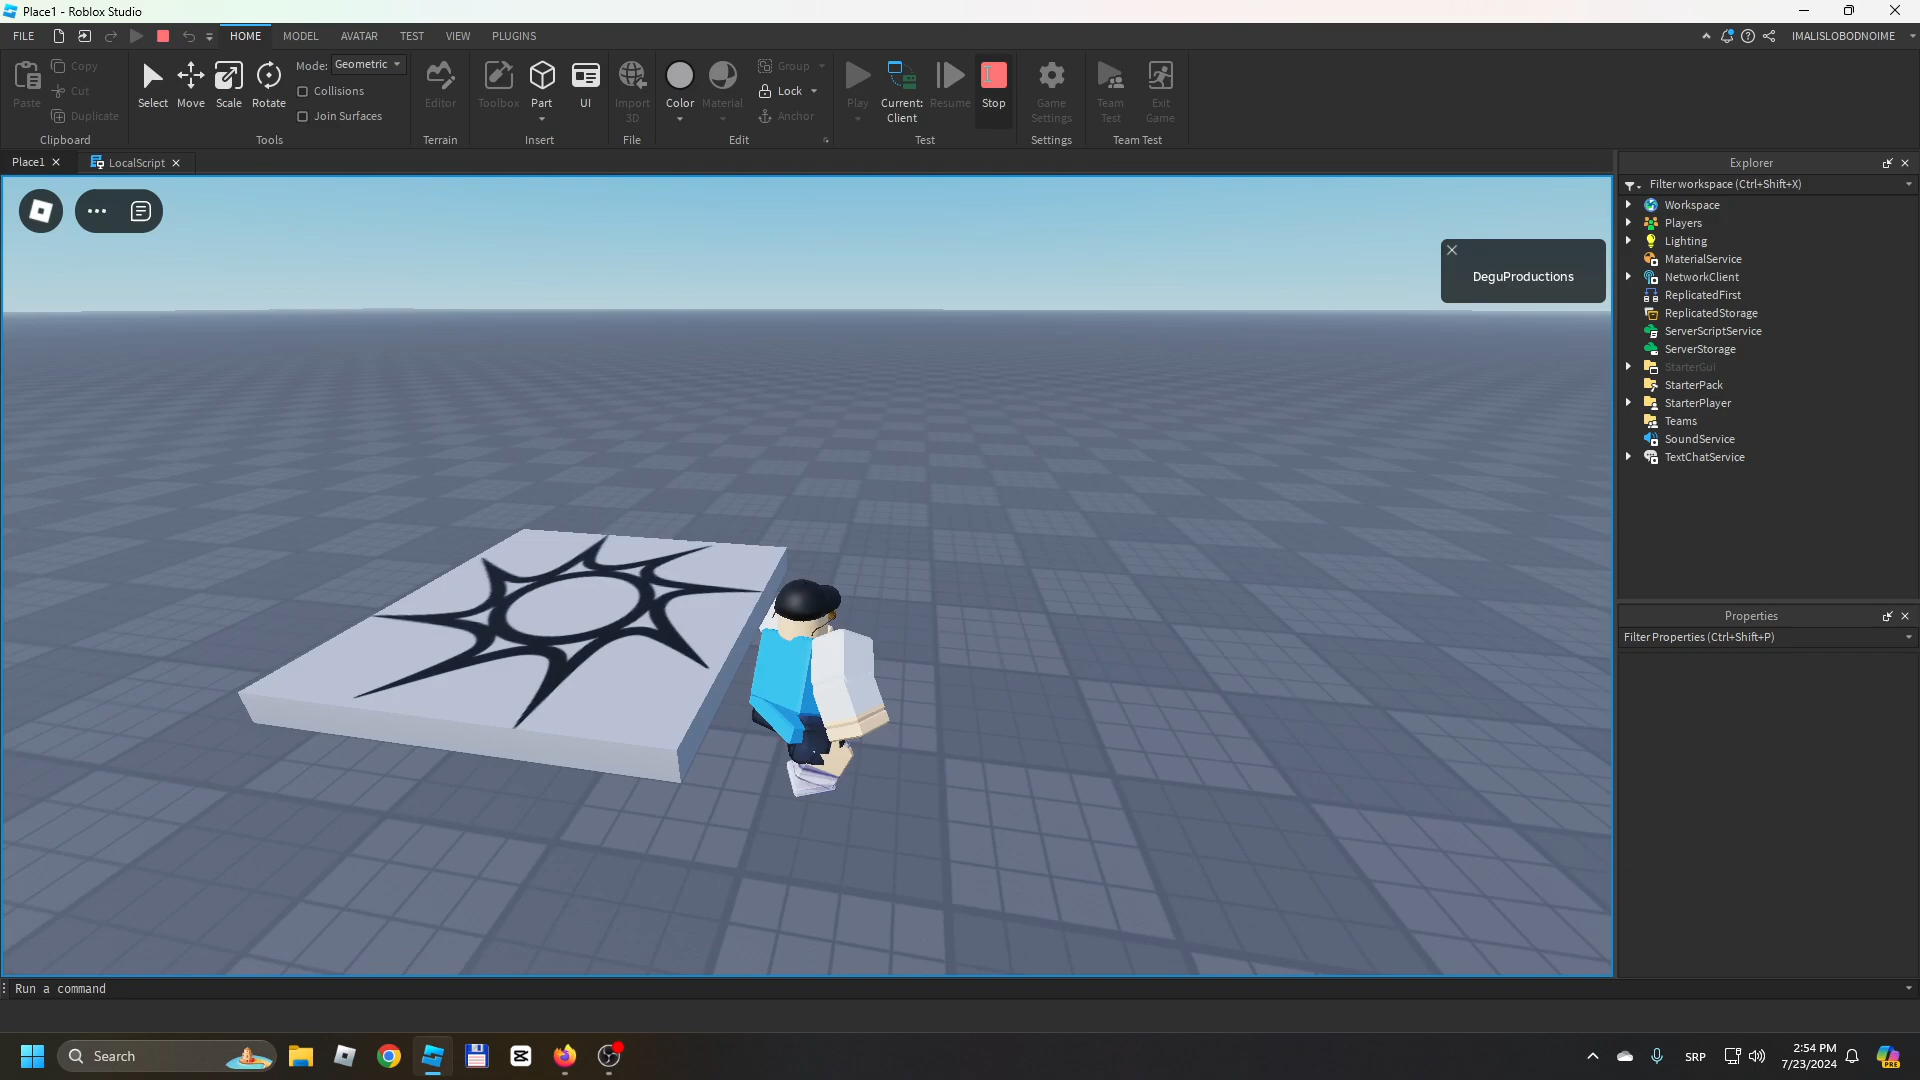 Place1 - Roblox Studio
FILE HOME MODEL AVATAR TEST VIEW PLUGINS IMALISLOBODNOIME
Paste Copy Cut Duplicate
Clipboard
Select Move Scale Rotate
Mode: Geometric
Collisions
Join Surfaces
Tools
Editor
Terrain
Toolbox Part UI
Insert
Import 3D
File
Color Material Group Lock Anchor
Edit
Play Current: Client Resume Stop
Test
Game Settings
Settings
Team Test Exit Game
Team Test
Place1 LocalScript
DeguProductions
Explorer
Filter workspace (Ctrl+Shift+X)
Workspace
Players
Lighting
MaterialService
NetworkClient
ReplicatedFirst
ReplicatedStorage
ServerScriptService
ServerStorage
StarterGui
StarterPack
StarterPlayer
Teams
SoundService
TextChatService
Properties
Filter Properties (Ctrl+Shift+P)
Run a command
Search
SRP
2:54 PM
7/23/2024
PRE